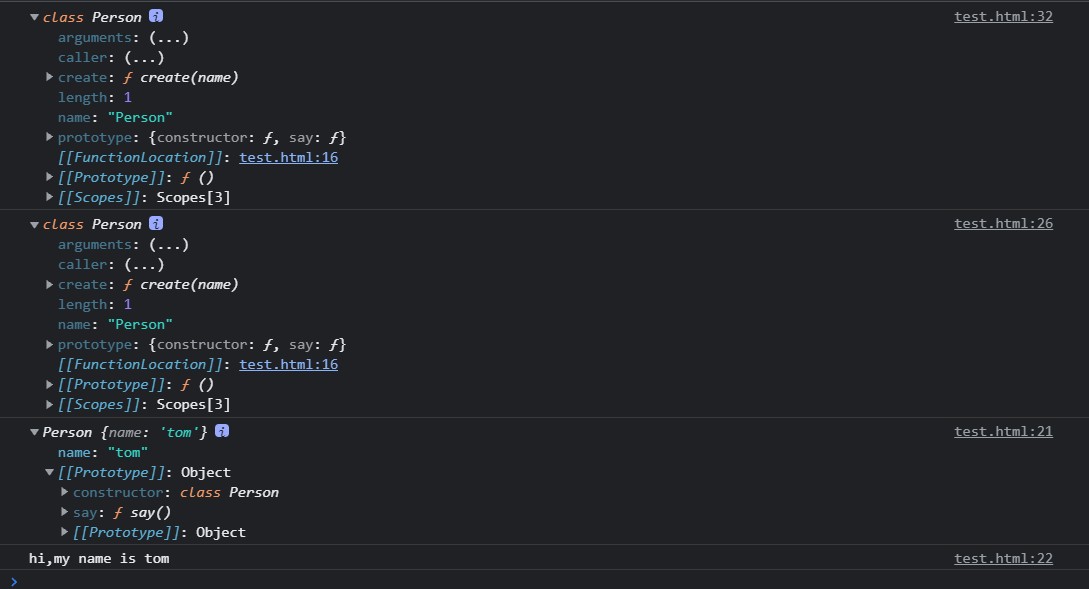 ▼class Person i test.html:32
arguments: (...)
caller: (...)
▶create: ƒ create(name)
length: 1
name: "Person"
▶prototype: {constructor: ƒ, say: ƒ}
[[FunctionLocation]]: test.html:16
▶[[Prototype]]: ƒ ()
▶[[Scopes]]: Scopes[3]
▼class Person i test.html:26
arguments: (...)
caller: (...)
▶create: ƒ create(name)
length: 1
name: "Person"
▶prototype: {constructor: ƒ, say: ƒ}
[[FunctionLocation]]: test.html:16
▶[[Prototype]]: ƒ ()
▶[[Scopes]]: Scopes[3]
▼Person {name: 'tom'} i test.html:21
name: "tom"
▼[[Prototype]]: Object
▶constructor: class Person
▶say: ƒ say()
▶[[Prototype]]: Object
hi,my name is tom test.html:22
>